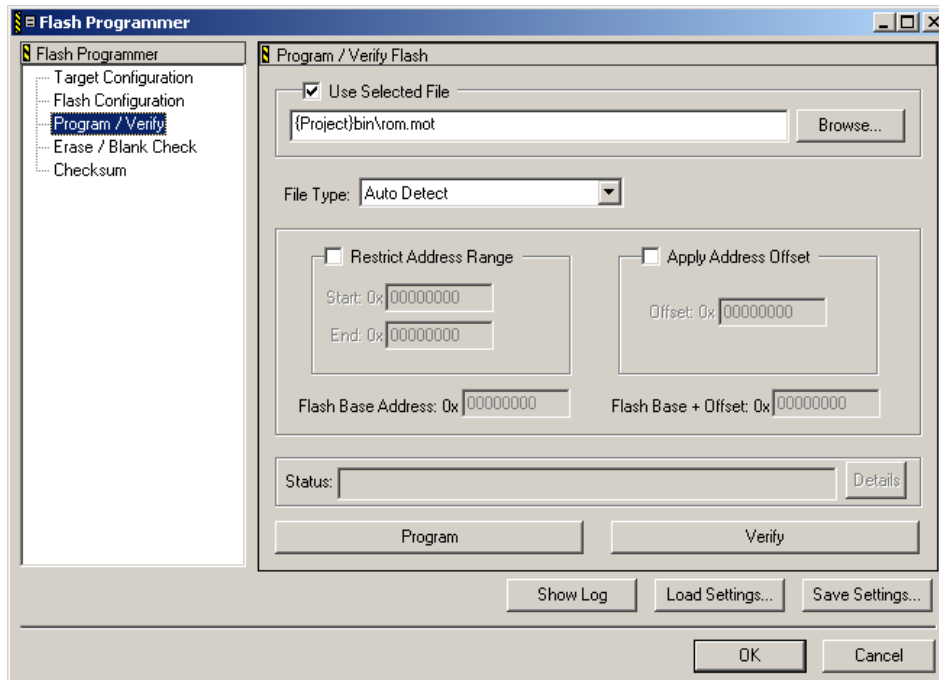 Flash Programmer
Flash Programmer
Target Configuration
Flash Configuration
Program / Verify
Erase / Blank Check
Checksum
Program / Verify Flash
Use Selected File
{Project}bin\rom.mot
Browse...
File Type: Auto Detect
Restrict Address Range
Start: 0x 00000000
End: 0x 00000000
Apply Address Offset
Offset: 0x 00000000
Flash Base Address: 0x 00000000
Flash Base + Offset: 0x 00000000
Status:
Details
Program
Verify
Show Log
Load Settings...
Save Settings...
OK
Cancel